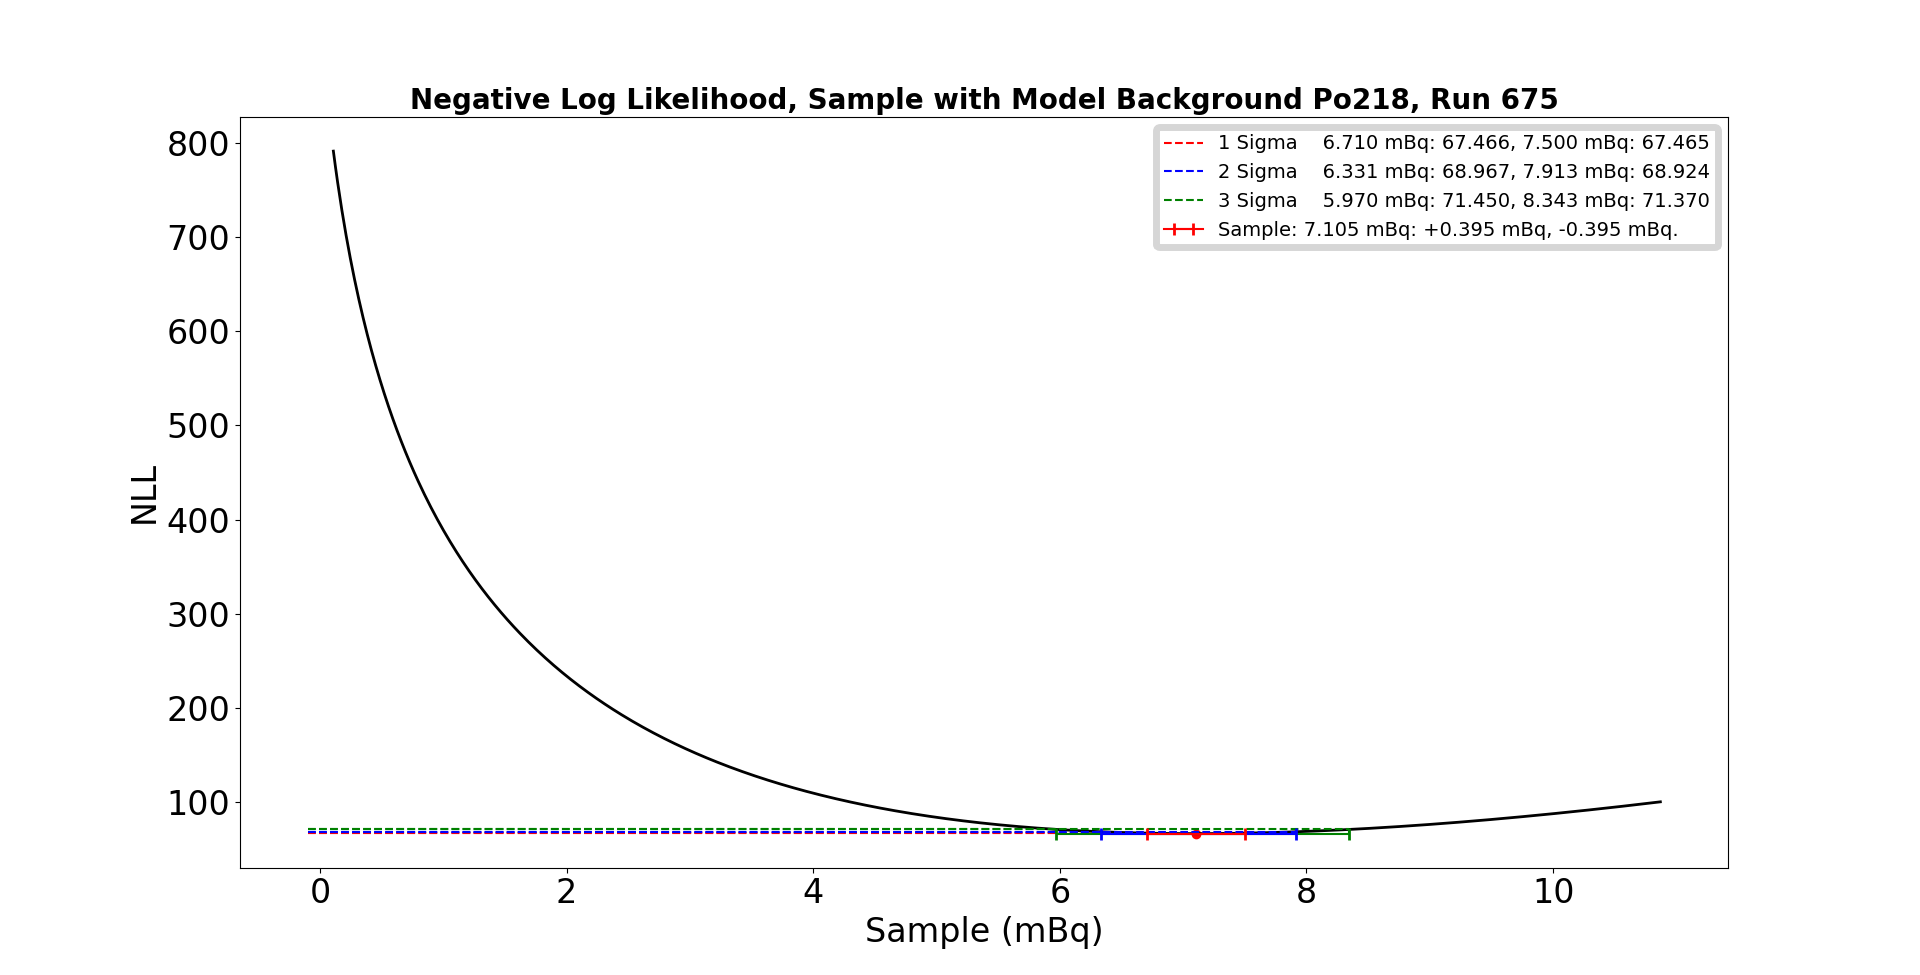 Negative Log Likelihood, Sample with Model Background Po218, Run 675
800
700
600
500
400
300
200
100
NLL
1 Sigma    6.710 mBq: 67.466, 7.500 mBq: 67.465
2 Sigma    6.331 mBq: 68.967, 7.913 mBq: 68.924
3 Sigma    5.970 mBq: 71.450, 8.343 mBq: 71.370
Sample: 7.105 mBq: +0.395 mBq, -0.395 mBq.
0 2 4 6 8 10
Sample (mBq)